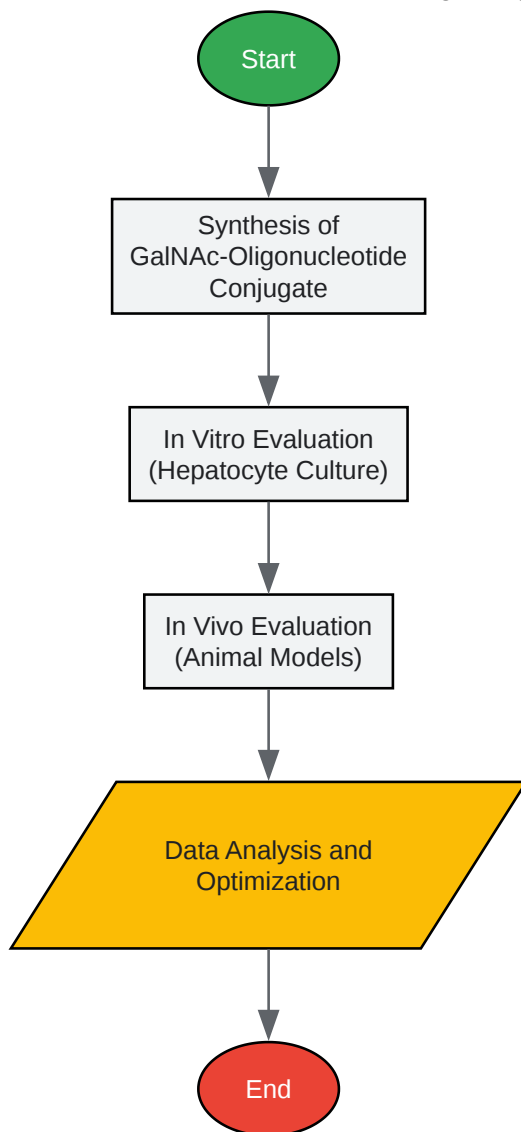 Start
Synthesis of
GalNAc-Oligonucleotide
Conjugate
In Vitro Evaluation
(Hepatocyte Culture)
In Vivo Evaluation
(Animal Models)
Data Analysis and
Optimization
End